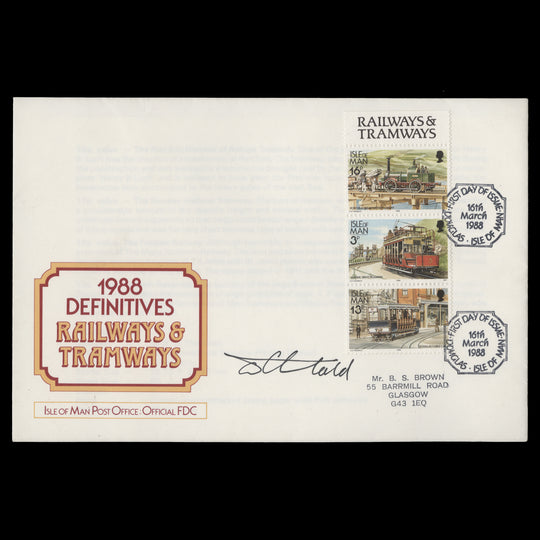 RAILWAYS &
TRAMWAYS
ISLE OF
MAN
16P
ISLE OF
MAN
3P
ISLE OF
MAN
13P
FIRST DAY OF ISSUE
16th
March
1988
DOUGLAS · ISLE OF MAN
FIRST DAY OF ISSUE
16th
March
1988
DOUGLAS · ISLE OF MAN
1988
DEFINITIVES
RAILWAYS &
TRAMWAYS
ISLE OF MAN POST OFFICE : OFFICIAL FDC
Mr. B. S. BROWN
55 BARRMILL ROAD
GLASGOW
G43 1EQ